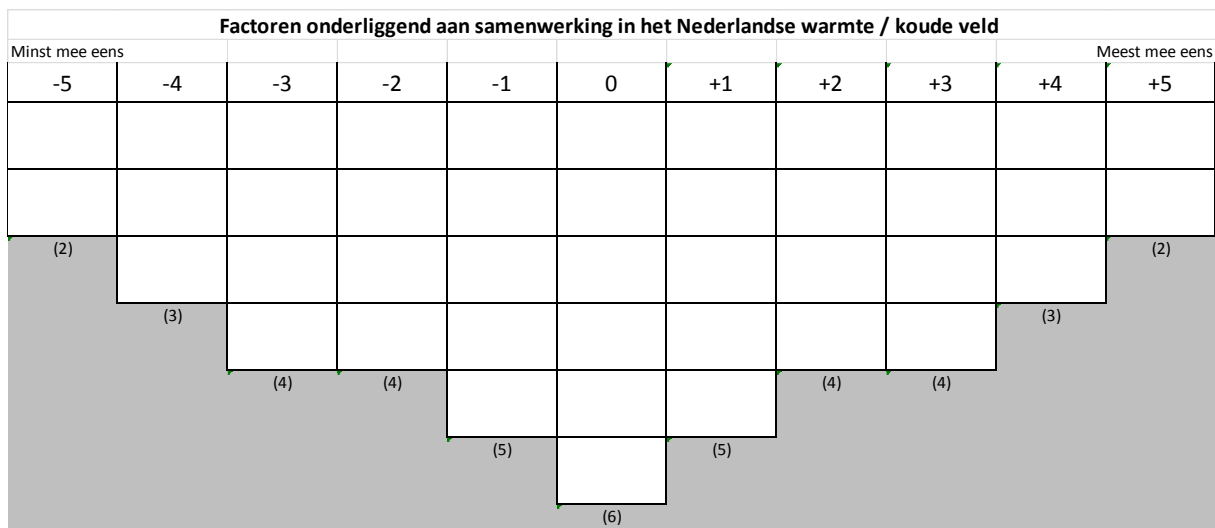 Factoren onderliggend aan samenwerking in het Nederlandse warmte / koude veld
Minst mee eens Meest mee eens
-5 -4 -3 -2 -1 0 +1 +2 +3 +4 +5
(2) (2)
(3) (3)
(4) (4) (4) (4)
(5) (5)
(6)